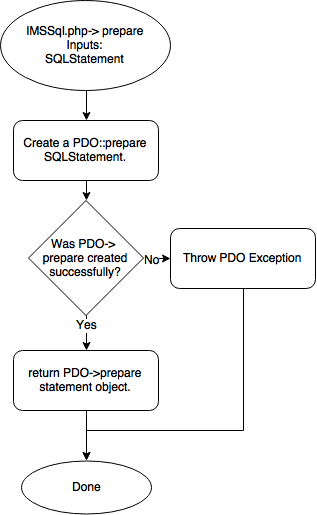 IMSSql.php-> prepare
Inputs:
SQLStatement
Create a PDO::prepare
SQLStatement.
Was PDO->
prepare created
successfully?
No
Throw PDO Exception
Yes
return PDO->prepare
statement object.
Done